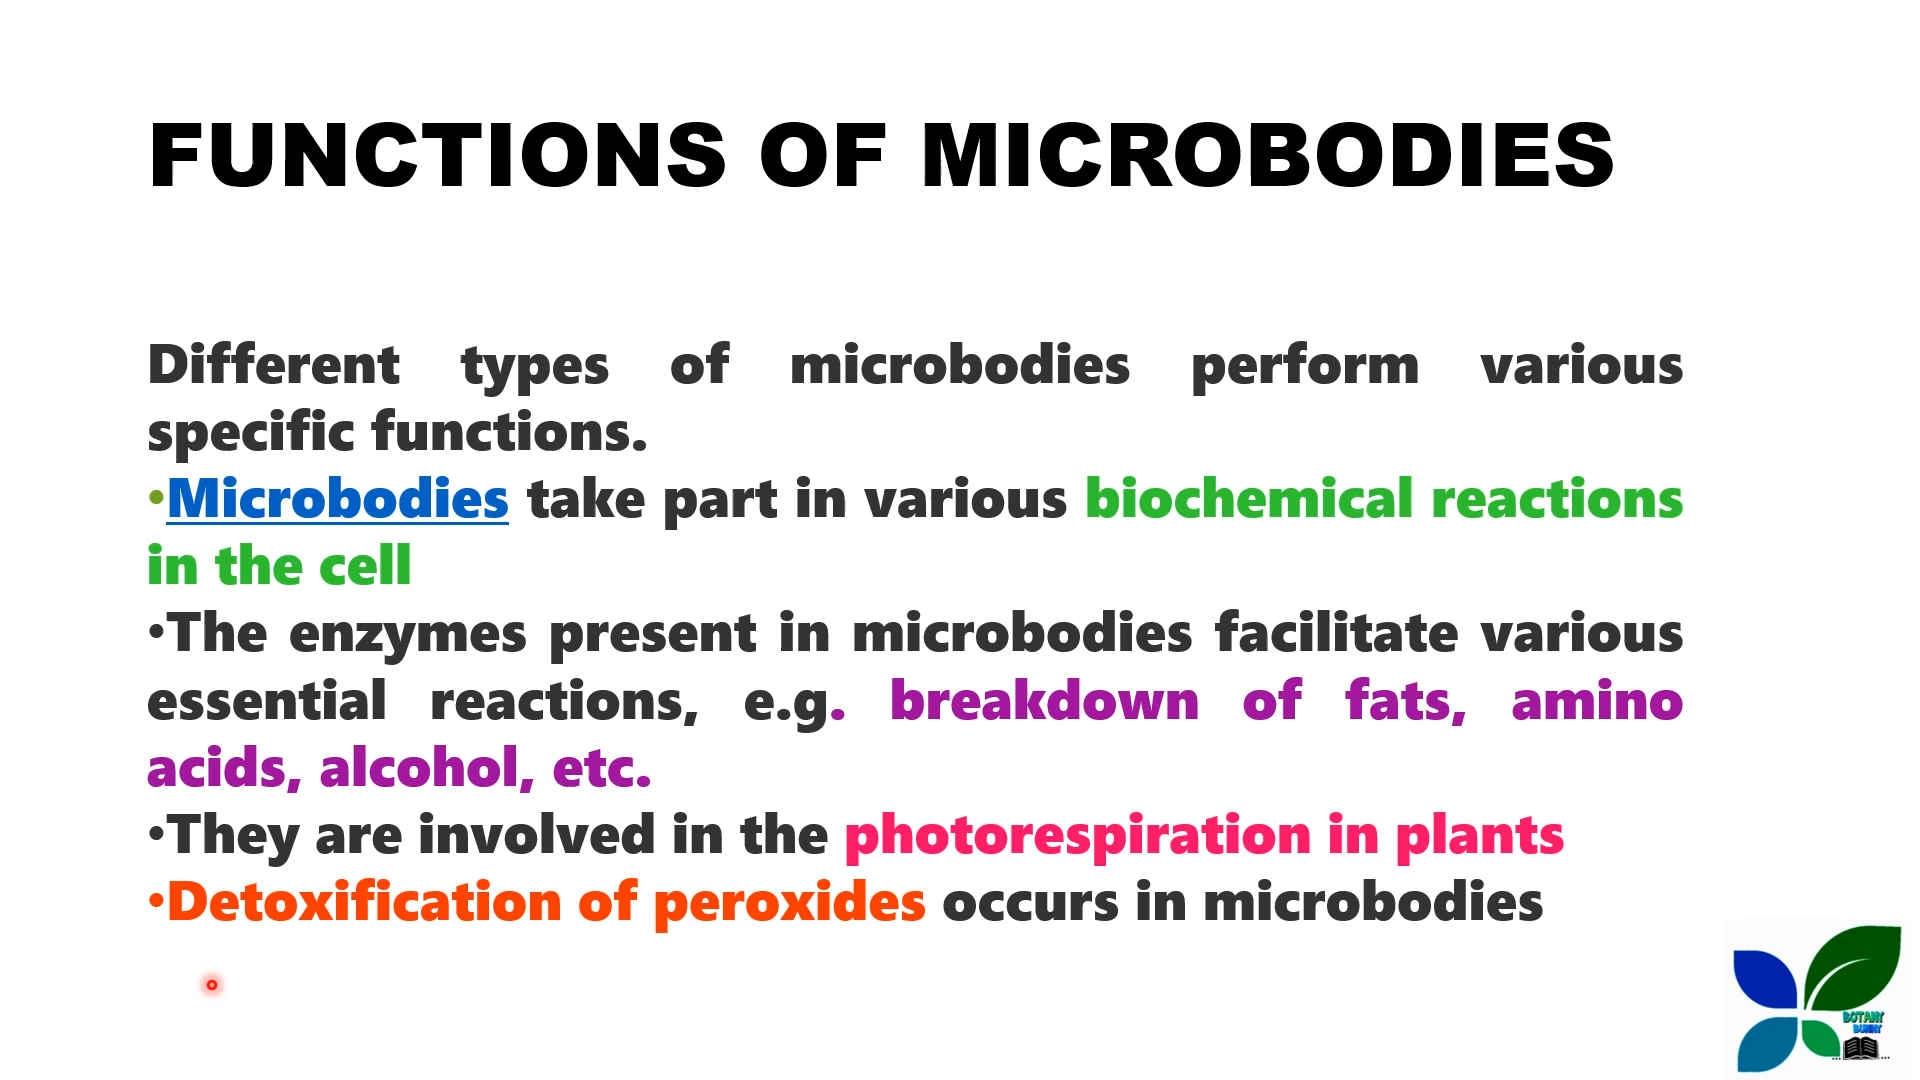 FUNCTIONS OF MICROBODIES
Different types of microbodies perform various
specific functions.
•Microbodies take part in various biochemical reactions
in the cell
•The enzymes present in microbodies facilitate various
essential reactions, e.g. breakdown of fats, amino
acids, alcohol, etc.
•They are involved in the photorespiration in plants
•Detoxification of peroxides occurs in microbodies
BOTANY
BUNNY